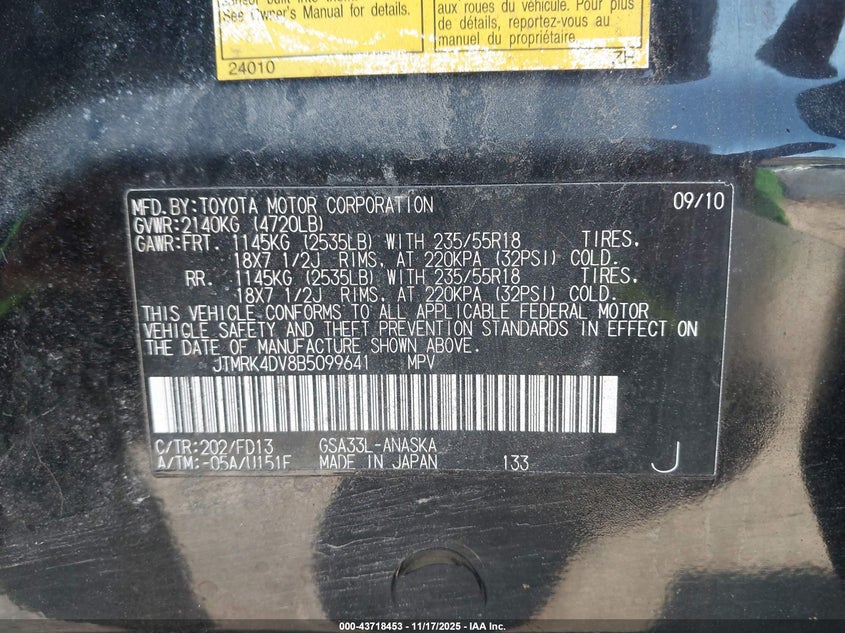 See Owner's Manual for details.
aux roues du véhicule. Pour plus
de détails, reportez-vous au
manuel du propriétaire.
24010
MFD.BY:TOYOTA MOTOR CORPORATION 09/10
GVWR:2140KG (4720LB)
GAWR:FRT. 1145KG (2535LB) WITH 235/55R18 TIRES,
18X7 1/2J RIMS, AT 220KPA (32PSI) COLD.
RR. 1145KG (2535LB) WITH 235/55R18 TIRES,
18X7 1/2J RIMS, AT 220KPA (32PSI) COLD.
THIS VEHICLE CONFORMS TO ALL APPLICABLE FEDERAL MOTOR
VEHICLE SAFETY AND THEFT PREVENTION STANDARDS IN EFFECT ON
THE DATE OF MANUFACTURE SHOWN ABOVE.
JTMRK4DV8B5099641 MPV
C/TR:202/FD13 GSA33L-ANASKA
A/TM:-05A/U151F MADE IN JAPAN 133 J
000-43718453 - 11/17/2025 - IAA Inc.